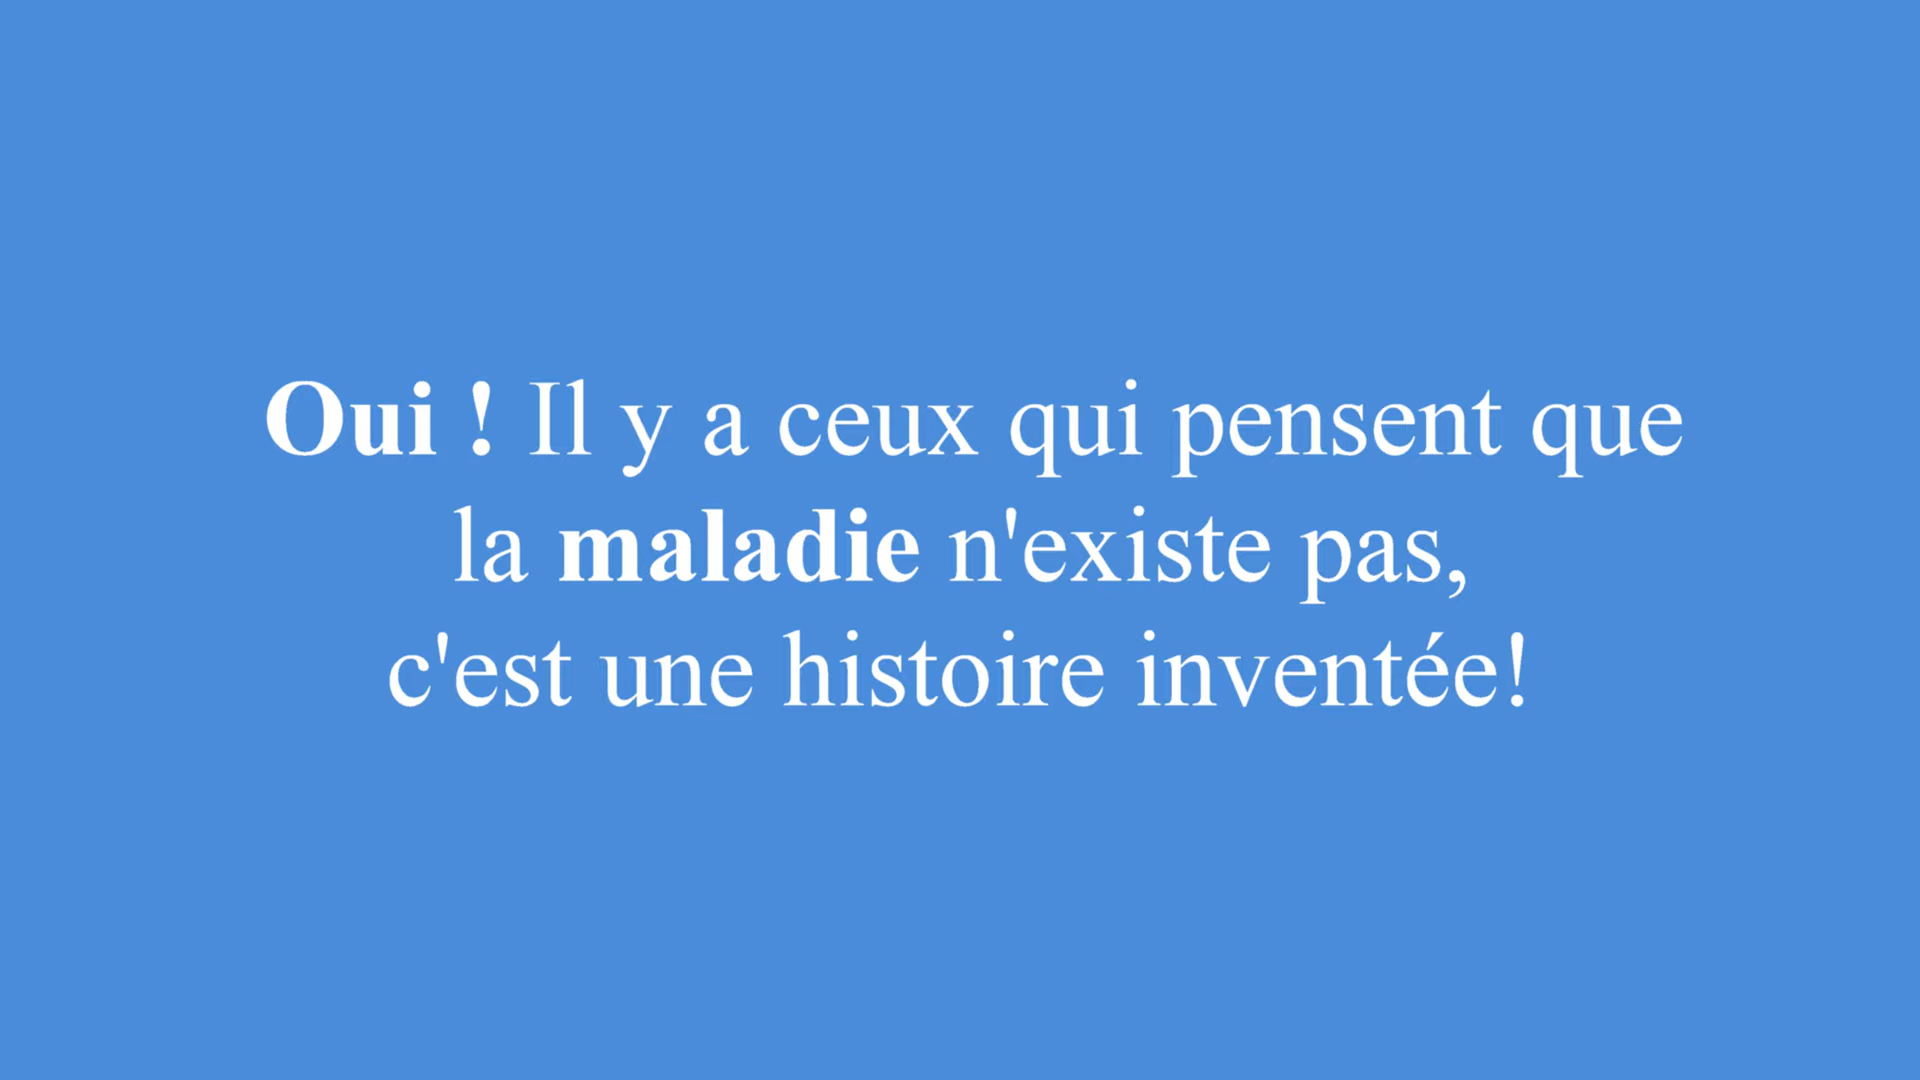 Oui ! Il y a ceux qui pensent que
la maladie n'existe pas,
c'est une histoire inventée!